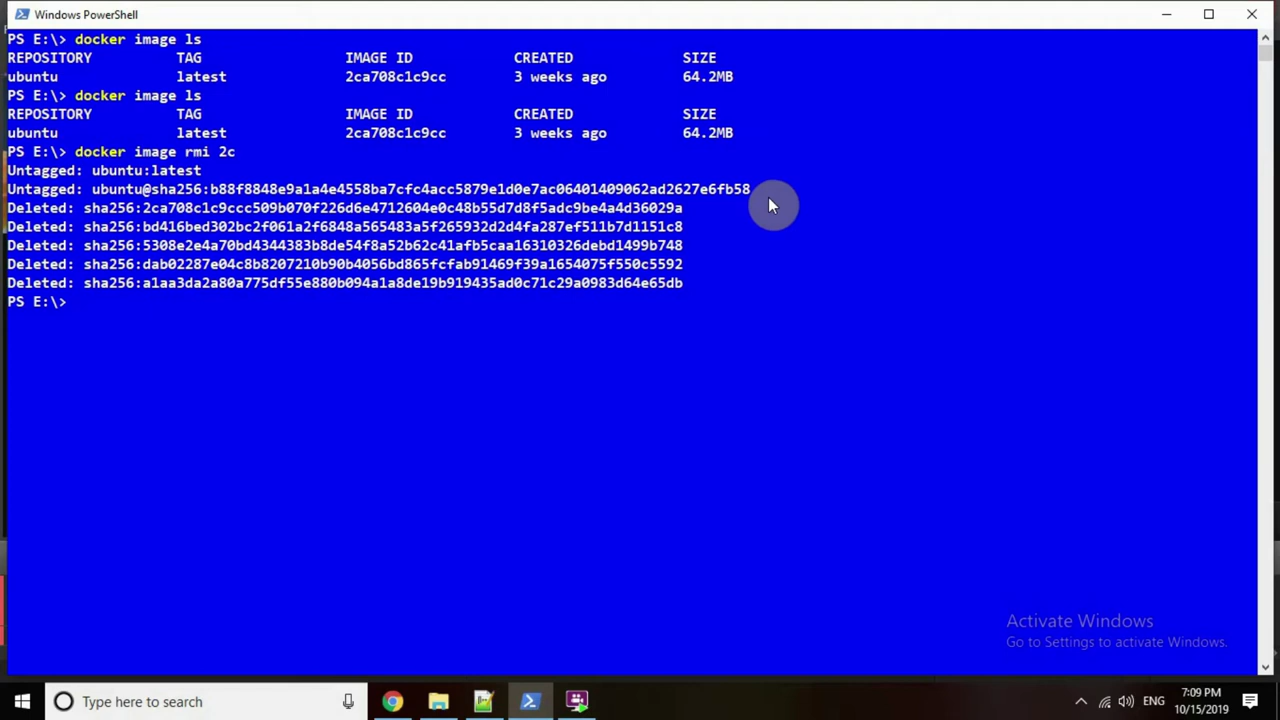 Windows PowerShell
PS E:\> docker image ls
REPOSITORY TAG IMAGE ID CREATED SIZE
ubuntu latest 2ca708c1c9cc 3 weeks ago 64.2MB
PS E:\> docker image ls
REPOSITORY TAG IMAGE ID CREATED SIZE
ubuntu latest 2ca708c1c9cc 3 weeks ago 64.2MB
PS E:\> docker image rmi 2c
Untagged: ubuntu:latest
Untagged: ubuntu@sha256:b88f8848e9a1a4e4558ba7cfc4acc5879e1d0e7ac06401409062ad2627e6fb58
Deleted: sha256:2ca708c1c9ccc509b070f226d6e4712604e0c48b55d7d8f5adc9be4a4d36029a
Deleted: sha256:bd416bed302bc2f061a2f6848a565483a5f265932d2d4fa287ef511b7d1151c8
Deleted: sha256:5308e2e4a70bd4344383b8de54f8a52b62c41afb5caa16310326debd1499b748
Deleted: sha256:dab02287e04c8b8207210b90b4056bd865fcfab91469f39a1654075f550c5592
Deleted: sha256:a1aa3da2a80a775df55e880b094a1a8de19b919435ad0c71c29a0983d64e65db
PS E:\>
Activate Windows
Go to Settings to activate Windows.
Type here to search
ENG
7:09 PM
10/15/2019